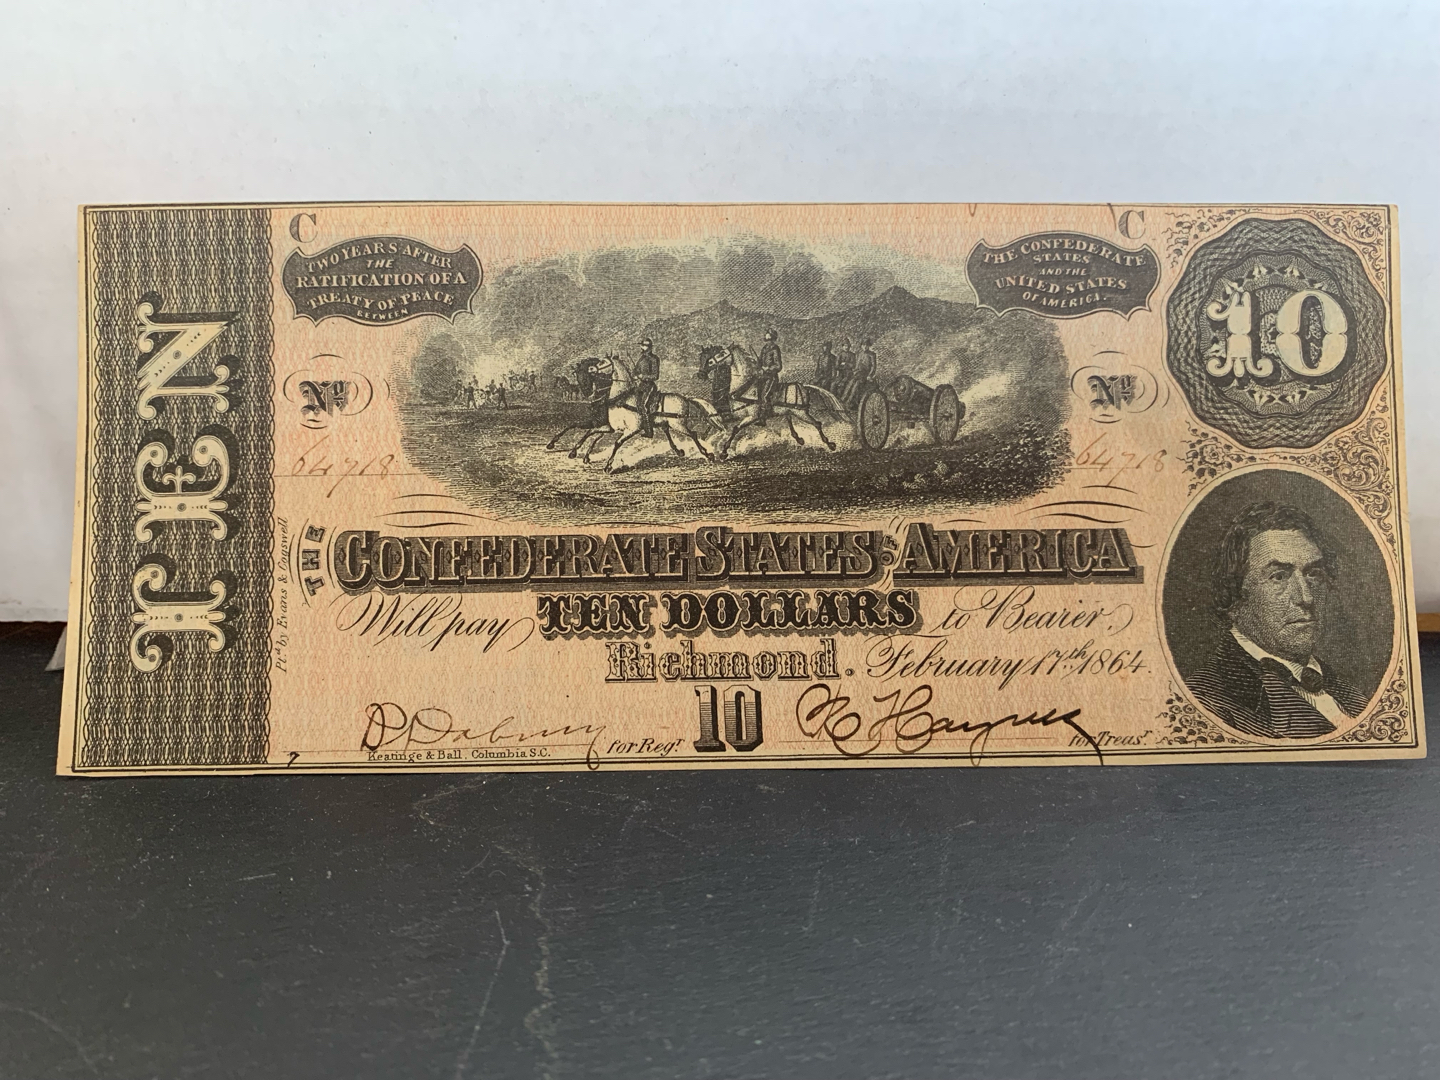 C
C
TWO YEARS AFTER
THE
RATIFICATION OF A
TREATY OF PEACE
BETWEEN
THE CONFEDERATE
STATES
AND THE
UNITED STATES
OF AMERICA.
10
TEN
No
No
64718
64718
Ptd by Evans & Cogswell
THE
CONFEDERATE STATES OF AMERICA
Will pay TEN DOLLARS to Bearer.
Richmond. February 17th 1864.
for Regr 10 for Treasr
7
Keatinge & Ball, Columbia S.C.